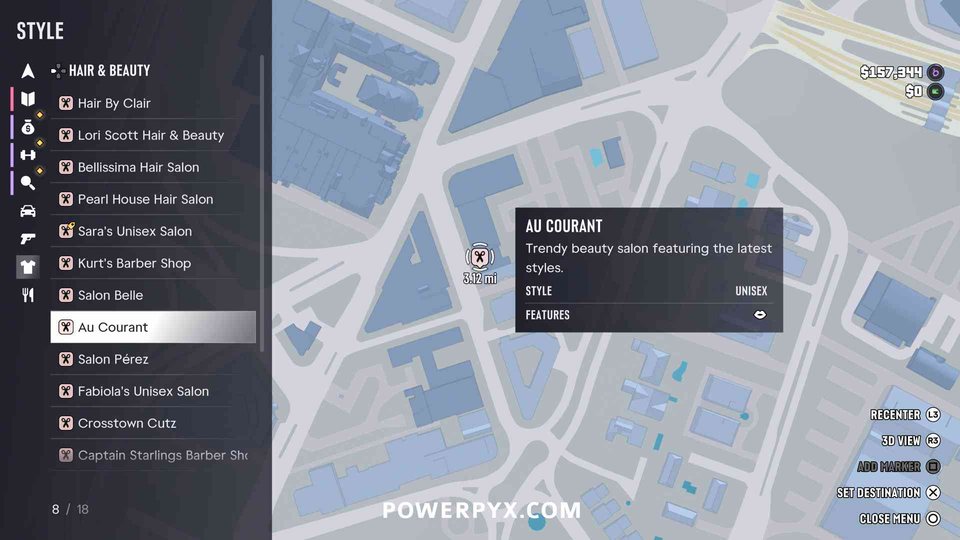 STYLE
HAIR & BEAUTY
Hair By Clair
Lori Scott Hair & Beauty
Bellissima Hair Salon
Pearl House Hair Salon
Sara's Unisex Salon
Kurt's Barber Shop
Salon Belle
Au Courant
Salon Pérez
Fabiola's Unisex Salon
Crosstown Cutz
Captain Starlings Barber Sho
8 / 18
$157,344
$0
3.12 mi
AU COURANT
Trendy beauty salon featuring the latest
styles.
STYLE UNISEX
FEATURES
RECENTER L3
3D VIEW R3
ADD MARKER
SET DESTINATION
CLOSE MENU
POWERPYX.COM